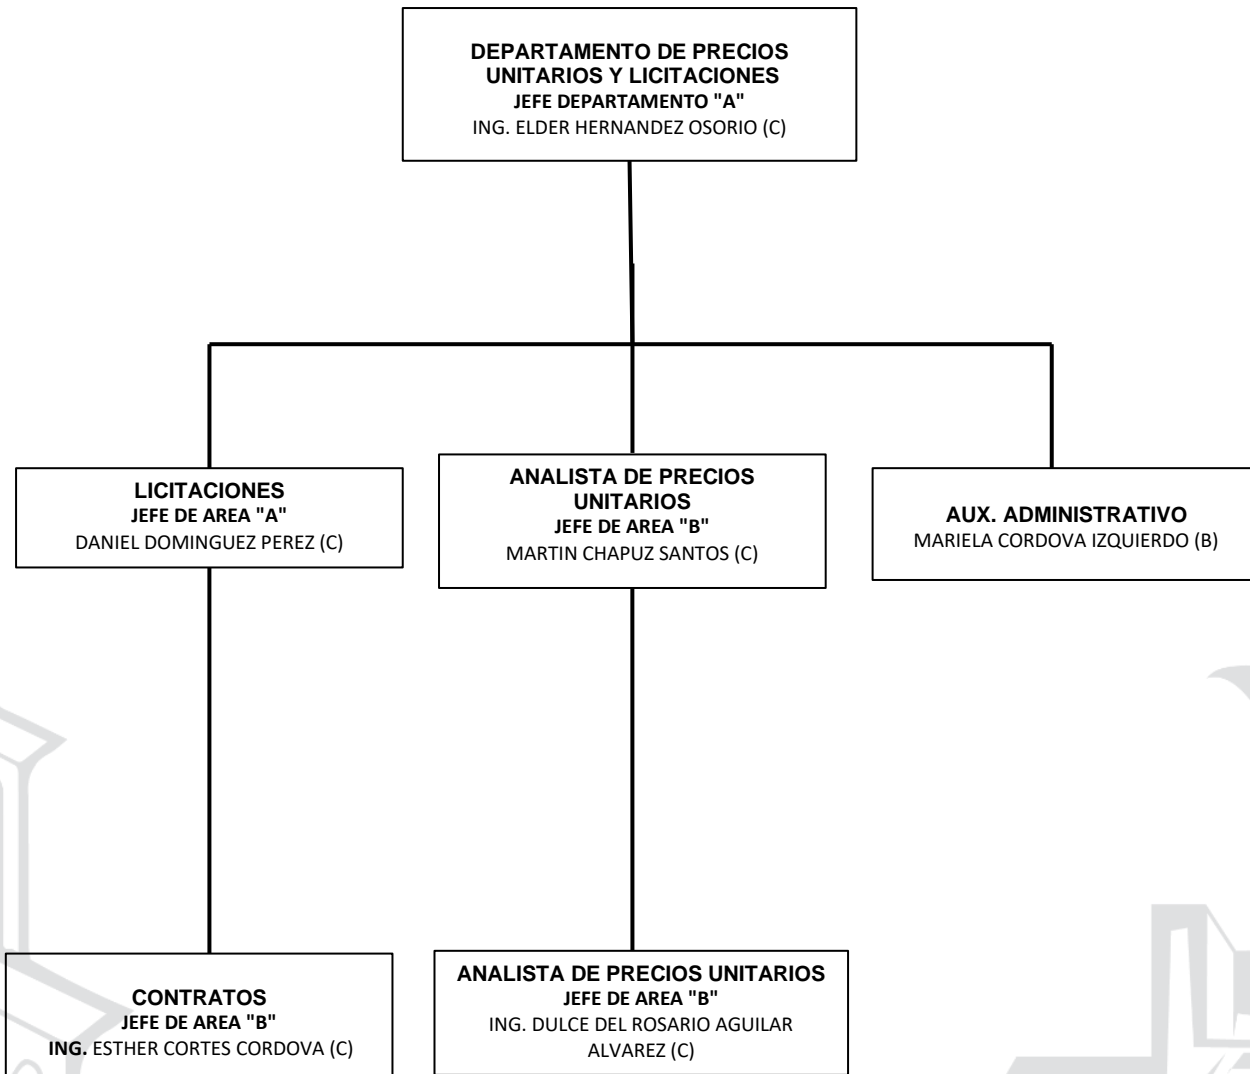 DEPARTAMENTO DE PRECIOS
UNITARIOS Y LICITACIONES
JEFE DEPARTAMENTO "A"
ING. ELDER HERNANDEZ OSORIO (C)
LICITACIONES
JEFE DE AREA "A"
DANIEL DOMINGUEZ PEREZ (C)
ANALISTA DE PRECIOS
UNITARIOS
JEFE DE AREA "B"
MARTIN CHAPUZ SANTOS (C)
AUX. ADMINISTRATIVO
MARIELA CORDOVA IZQUIERDO (B)
CONTRATOS
JEFE DE AREA "B"
ING. ESTHER CORTES CORDOVA (C)
ANALISTA DE PRECIOS UNITARIOS
JEFE DE AREA "B"
ING. DULCE DEL ROSARIO AGUILAR
ALVAREZ (C)